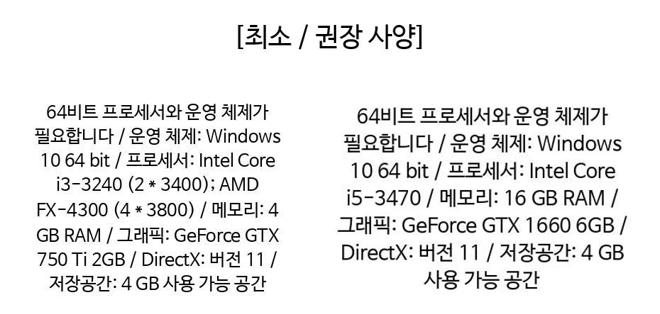 [최소 / 권장 사양]
64비트 프로세서와 운영 체제가
필요합니다 / 운영 체제: Windows
10 64 bit / 프로세서: Intel Core
i3-3240 (2 * 3400); AMD
FX-4300 (4 * 3800) / 메모리: 4
GB RAM / 그래픽: GeForce GTX
750 Ti 2GB / DirectX: 버전 11 /
저장공간: 4 GB 사용 가능 공간
64비트 프로세서와 운영 체제가
필요합니다 / 운영 체제: Windows
10 64 bit / 프로세서: Intel Core
i5-3470 / 메모리: 16 GB RAM /
그래픽: GeForce GTX 1660 6GB /
DirectX: 버전 11 / 저장공간: 4 GB
사용 가능 공간